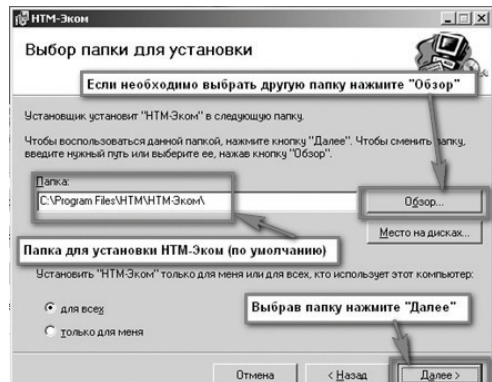 НТМ-Эком
Выбор папки для установки
Если необходимо выбрать другую папку нажмите "Обзор"
Установщик установит "НТМ-Эком" в следующую папку.
Чтобы воспользоваться данной папкой, нажмите кнопку "Далее". Чтобы сменить папку,
введите нужный путь или выберите ее, нажав кнопку "Обзор".
Папка:
C:\Program Files\НТМ\НТМ-Эком\
Обзор...
Место на дисках...
Папка для установки НТМ-Эком (по умолчанию)
Установить "НТМ-Эком" только для меня или для всех, кто использует этот компьютер:
для всех
Выбрав папку нажмите "Далее"
только для меня
Отмена
< Назад
Далее >